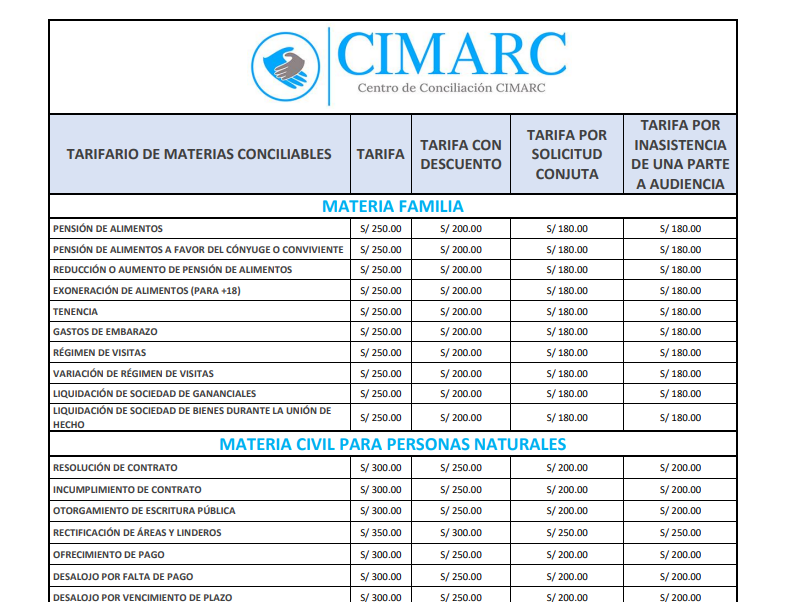 CIMARC
Centro de Conciliación CIMARC
TARIFARIO DE MATERIAS CONCILIABLES TARIFA TARIFA CON DESCUENTO TARIFA POR SOLICITUD CONJUTA TARIFA POR INASISTENCIA DE UNA PARTE A AUDIENCIA
MATERIA FAMILIA
PENSIÓN DE ALIMENTOS S/ 250.00 S/ 200.00 S/ 180.00 S/ 180.00
PENSIÓN DE ALIMENTOS A FAVOR DEL CÓNYUGE O CONVIVIENTE S/ 250.00 S/ 200.00 S/ 180.00 S/ 180.00
REDUCCIÓN O AUMENTO DE PENSIÓN DE ALIMENTOS S/ 250.00 S/ 200.00 S/ 180.00 S/ 180.00
EXONERACIÓN DE ALIMENTOS (PARA +18) S/ 250.00 S/ 200.00 S/ 180.00 S/ 180.00
TENENCIA S/ 250.00 S/ 200.00 S/ 180.00 S/ 180.00
GASTOS DE EMBARAZO S/ 250.00 S/ 200.00 S/ 180.00 S/ 180.00
RÉGIMEN DE VISITAS S/ 250.00 S/ 200.00 S/ 180.00 S/ 180.00
VARIACIÓN DE RÉGIMEN DE VISITAS S/ 250.00 S/ 200.00 S/ 180.00 S/ 180.00
LIQUIDACIÓN DE SOCIEDAD DE GANANCIALES S/ 250.00 S/ 200.00 S/ 180.00 S/ 180.00
LIQUIDACIÓN DE SOCIEDAD DE BIENES DURANTE LA UNIÓN DE
HECHO S/ 250.00 S/ 200.00 S/ 180.00 S/ 180.00
MATERIA CIVIL PARA PERSONAS NATURALES
RESOLUCIÓN DE CONTRATO S/ 300.00 S/ 250.00 S/ 200.00 S/ 200.00
INCUMPLIMIENTO DE CONTRATO S/ 300.00 S/ 250.00 S/ 200.00 S/ 200.00
OTORGAMIENTO DE ESCRITURA PÚBLICA S/ 300.00 S/ 250.00 S/ 200.00 S/ 200.00
RECTIFICACIÓN DE ÁREAS Y LINDEROS S/ 350.00 S/ 300.00 S/ 250.00 S/ 250.00
OFRECIMIENTO DE PAGO S/ 300.00 S/ 250.00 S/ 200.00 S/ 200.00
DESALOJO POR FALTA DE PAGO S/ 300.00 S/ 250.00 S/ 200.00 S/ 200.00
DESALOJO POR VENCIMIENTO DE PLAZO S/ 300.00 S/ 250.00 S/ 200.00 S/ 200.00